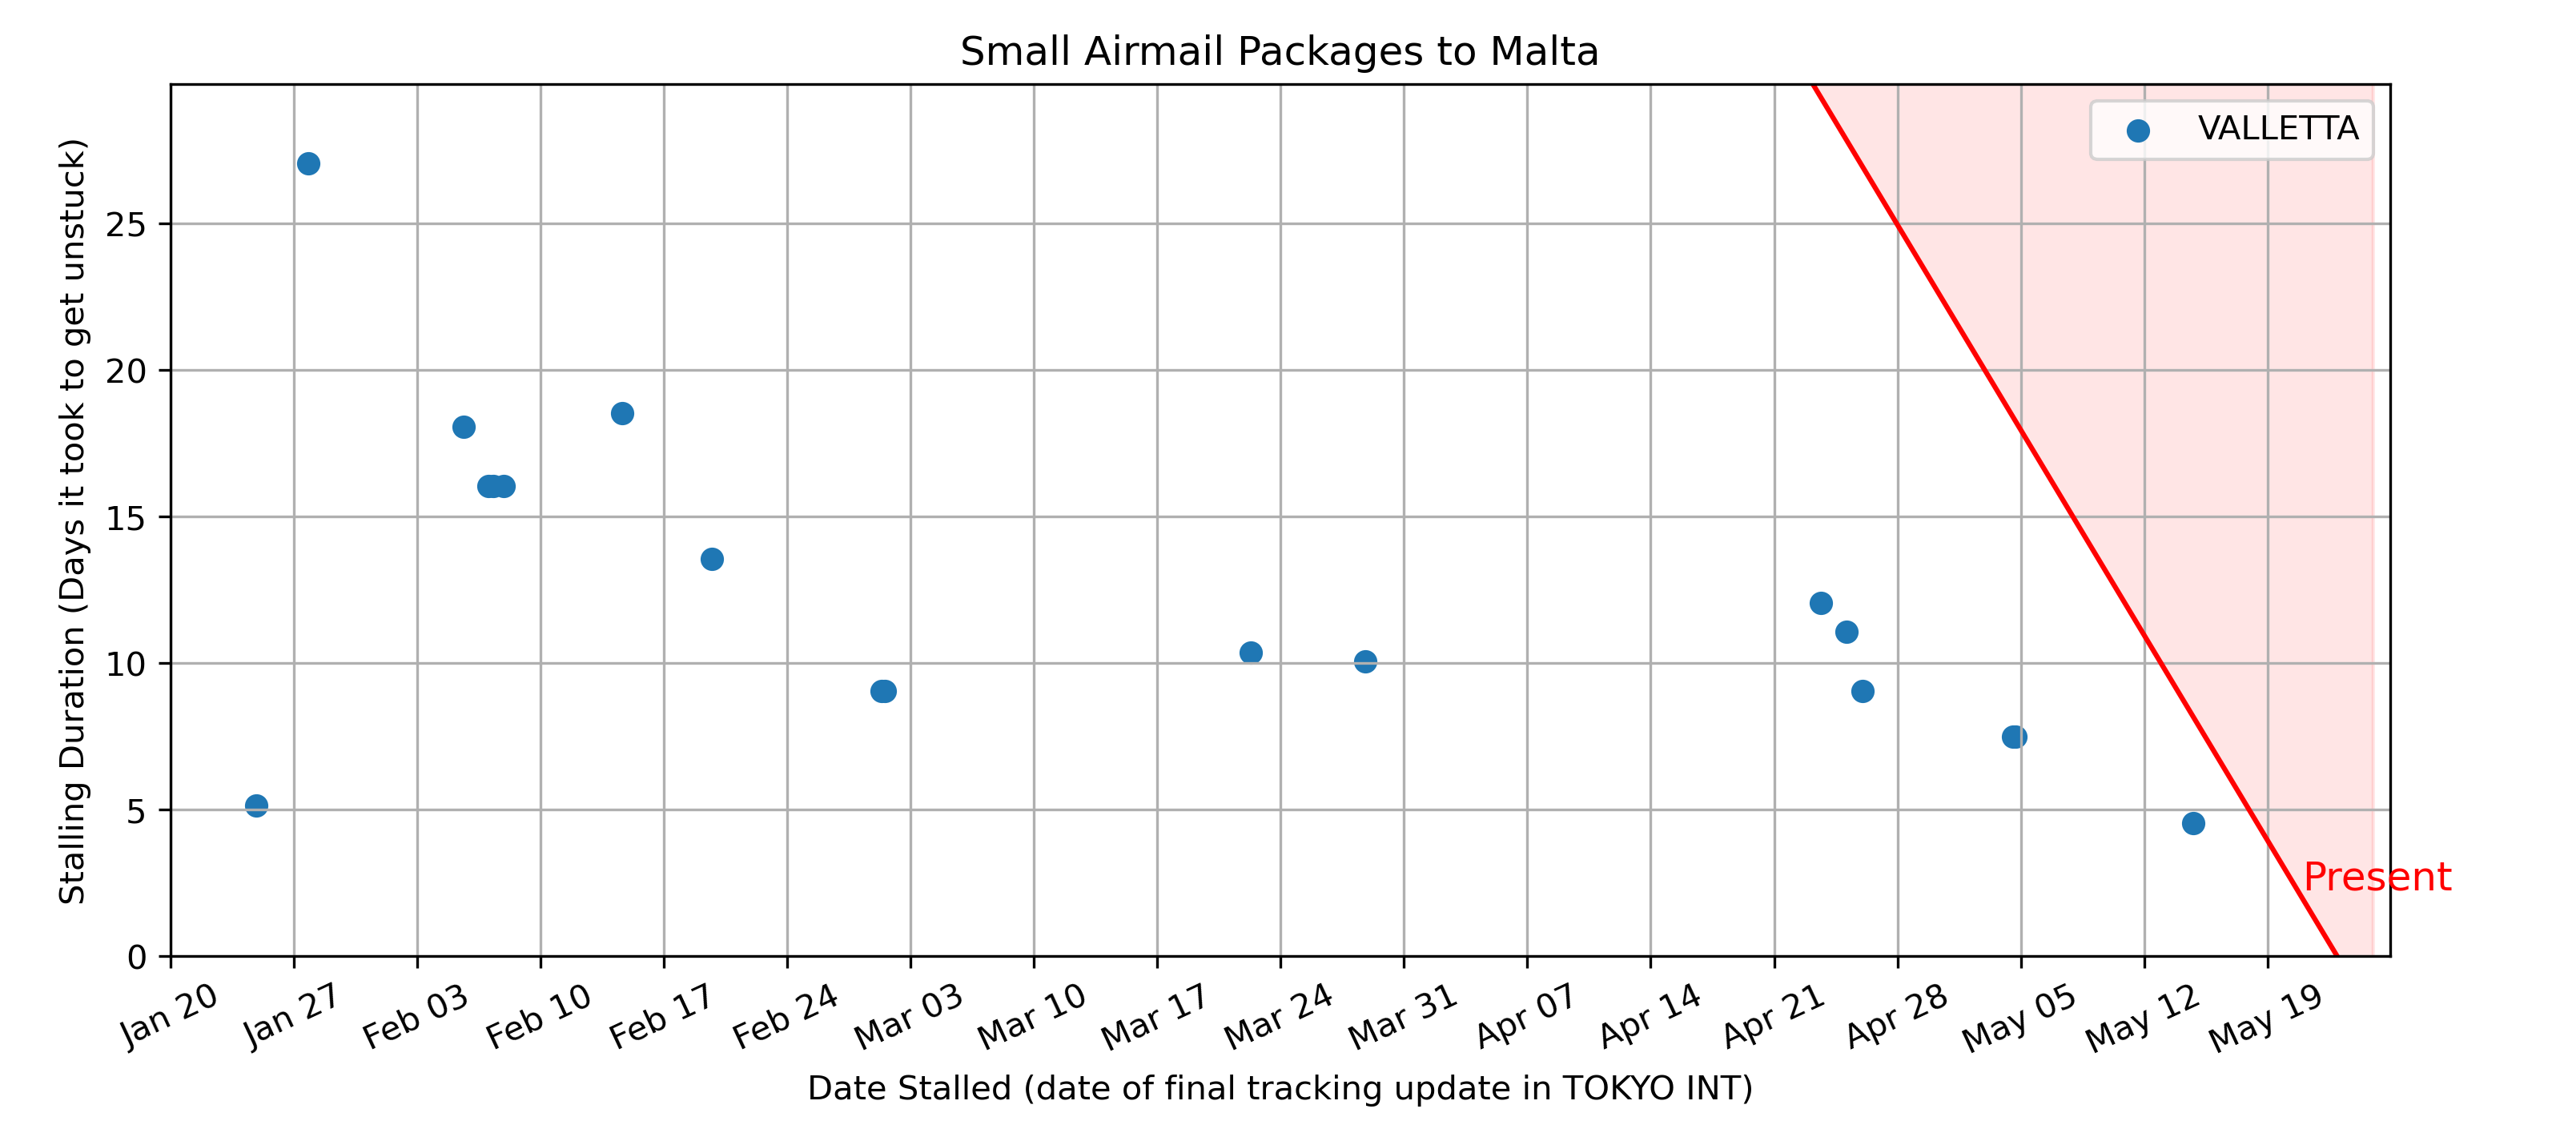 Small Airmail Packages to Malta
VALLETTA
Stalling Duration (Days it took to get unstuck)
25
20
15
10
5
0
Present
Jan 20
Jan 27
Feb 03
Feb 10
Feb 17
Feb 24
Mar 03
Mar 10
Mar 17
Mar 24
Mar 31
Apr 07
Apr 14
Apr 21
Apr 28
May 05
May 12
May 19
Date Stalled (date of final tracking update in TOKYO INT)